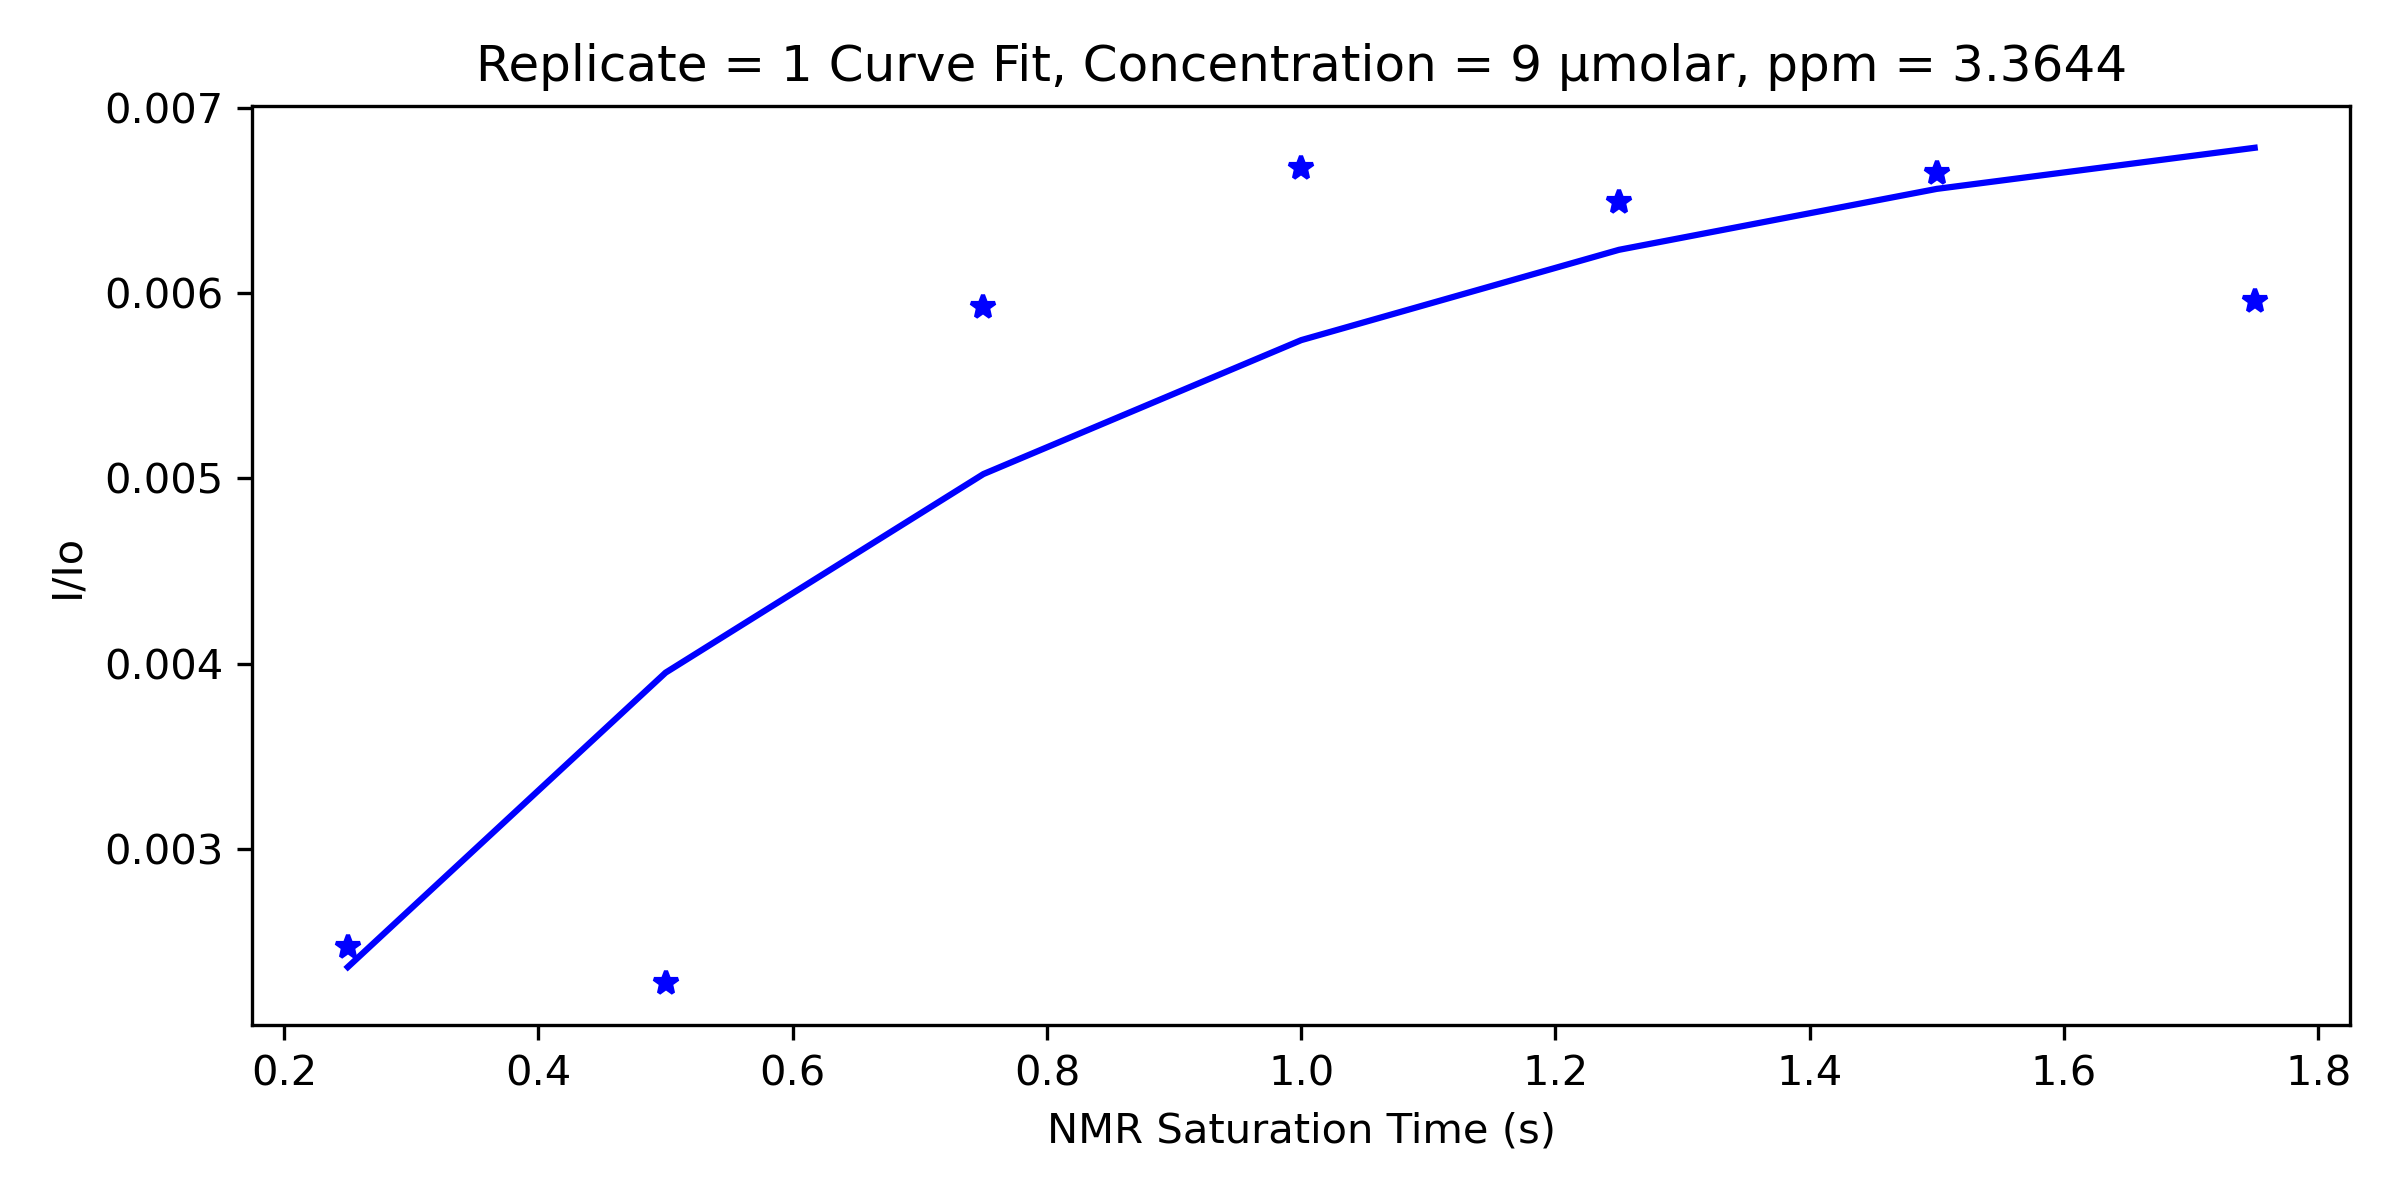 Replicate = 1 Curve Fit, Concentration = 9 µmolar, ppm = 3.3644
0.007
0.006
0.005
0.004
0.003
I/Io
0.2 0.4 0.6 0.8 1.0 1.2 1.4 1.6 1.8
NMR Saturation Time (s)